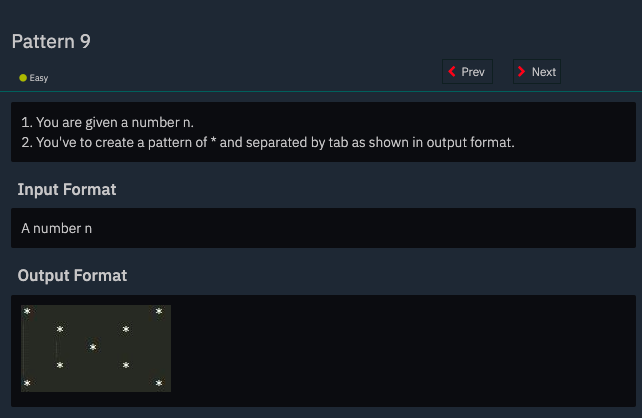 Pattern 9
Easy
Prev
Next
1. You are given a number n.
2. You've to create a pattern of * and separated by tab as shown in output format.
Input Format
A number n
Output Format
*				*
	*		*
		*
	*		*
*				*